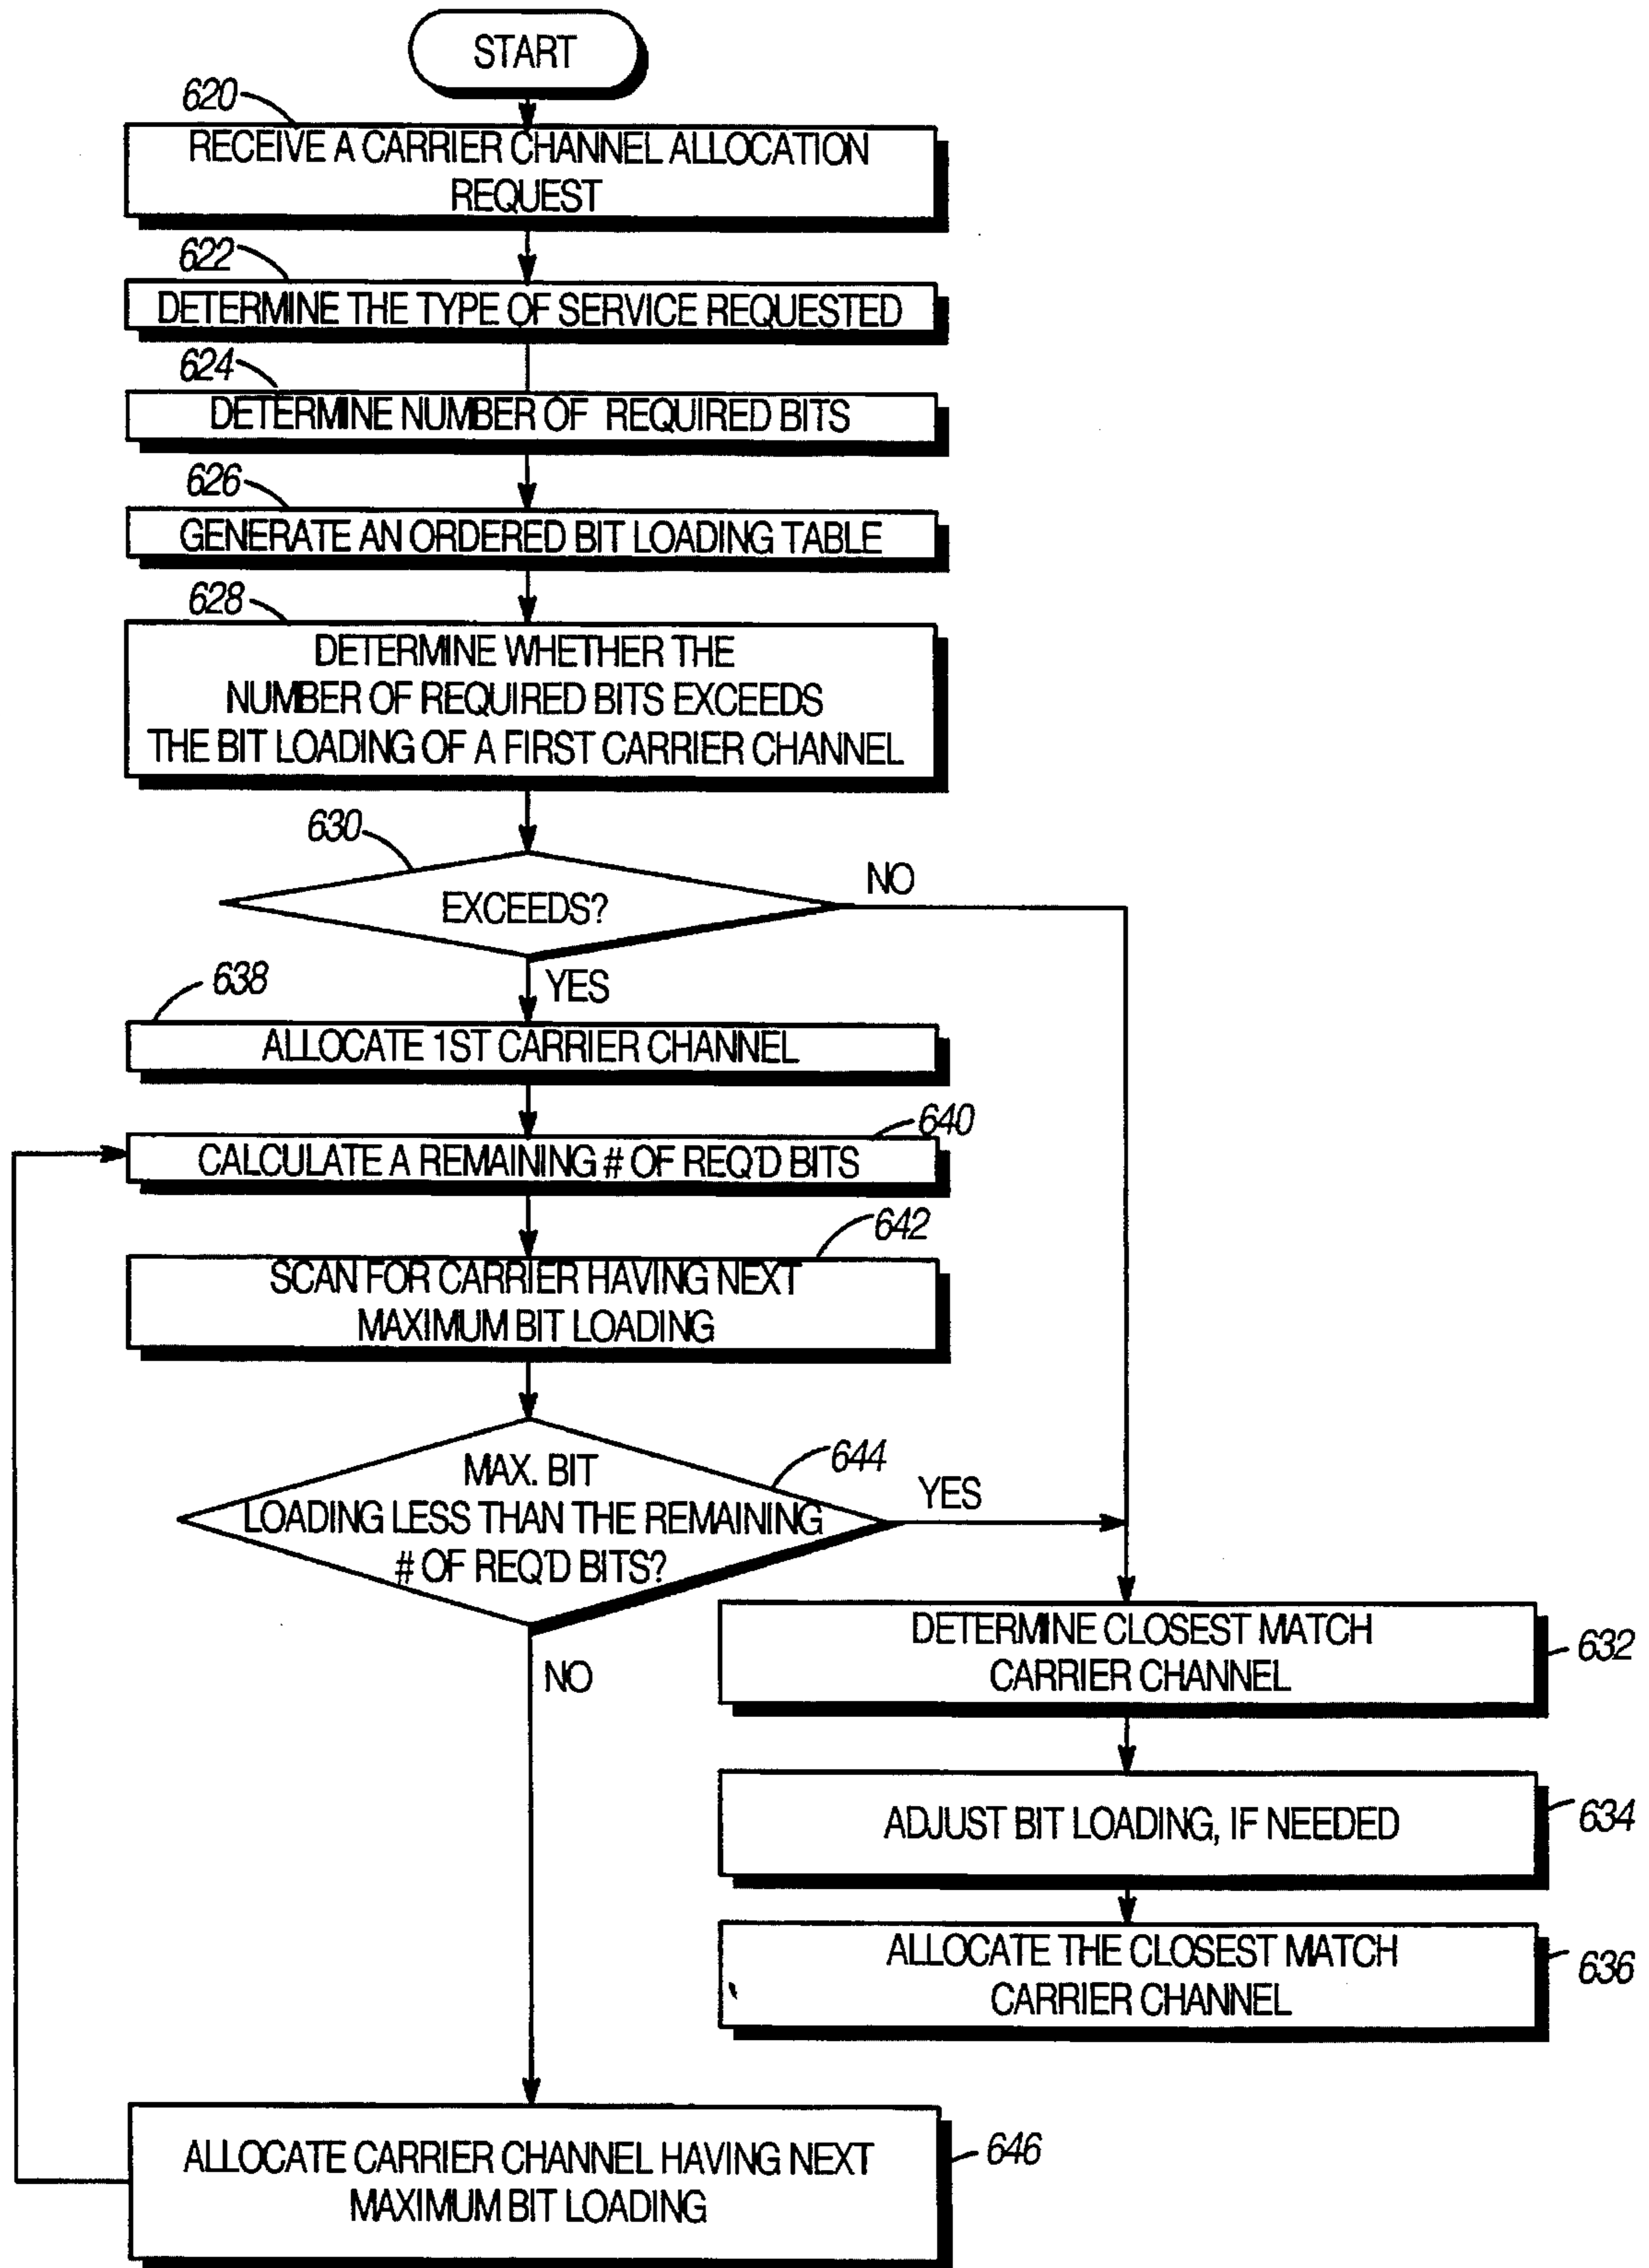 START
620
RECEIVE A CARRIER CHANNEL ALLOCATION
REQUEST
622
DETERMINE THE TYPE OF SERVICE REQUESTED
624
DETERMINE NUMBER OF REQUIRED BITS
626
GENERATE AN ORDERED BIT LOADING TABLE
628
DETERMINE WHETHER THE
NUMBER OF REQUIRED BITS EXCEEDS
THE BIT LOADING OF A FIRST CARRIER CHANNEL
630
EXCEEDS?
NO
YES
638
ALLOCATE 1ST CARRIER CHANNEL
640
CALCULATE A REMAINING # OF REQ'D BITS
642
SCAN FOR CARRIER HAVING NEXT
MAXIMUM BIT LOADING
644
MAX. BIT
LOADING LESS THAN THE REMAINING
# OF REQ'D BITS?
YES
NO
DETERMINE CLOSEST MATCH
CARRIER CHANNEL
632
ADJUST BIT LOADING, IF NEEDED
634
ALLOCATE THE CLOSEST MATCH
CARRIER CHANNEL
636
ALLOCATE CARRIER CHANNEL HAVING NEXT
MAXIMUM BIT LOADING
646